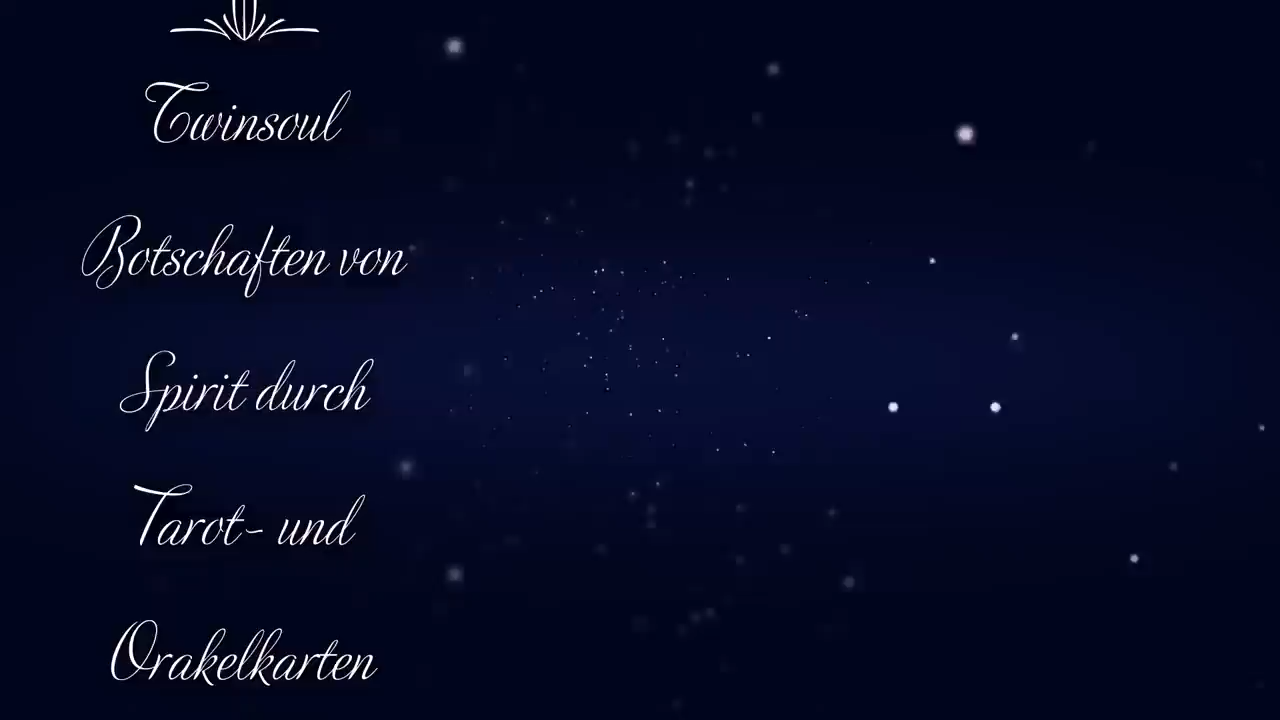 Twinsoul
Botschaften von
Spirit durch
Tarot- und
Orakelkarten